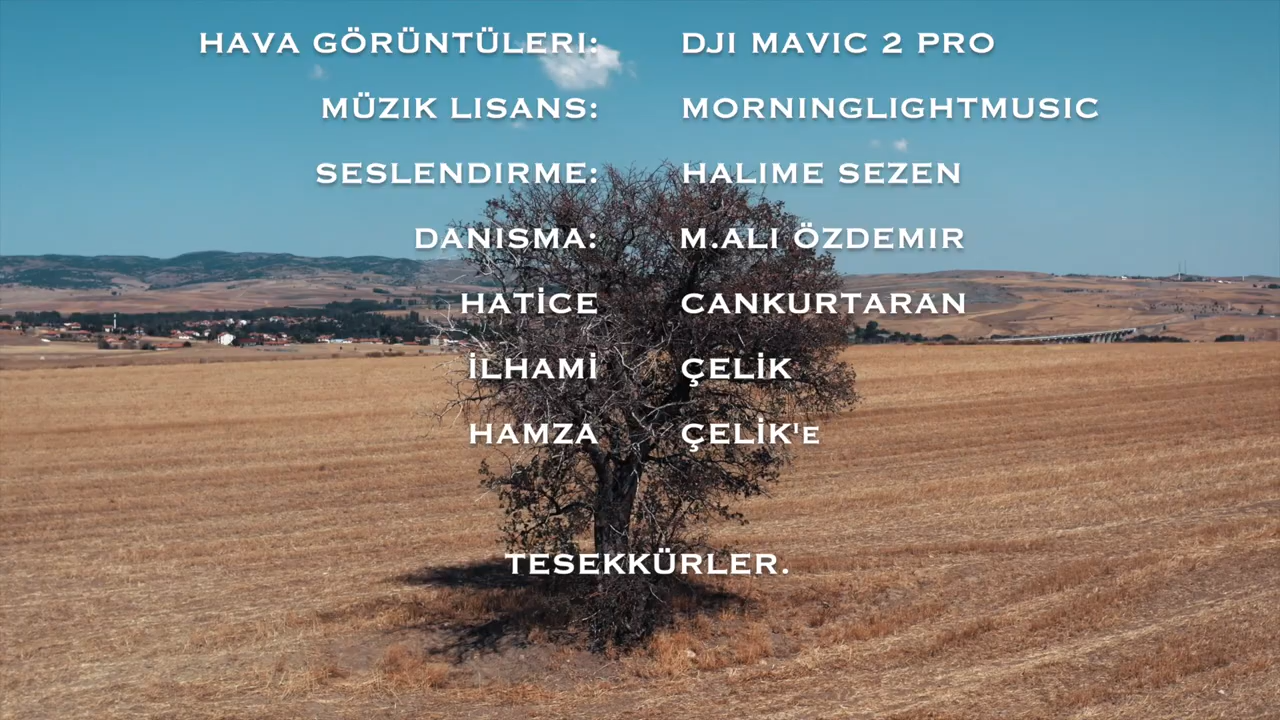 HAVA GÖRÜNTÜLERI: DJI MAVIC 2 PRO
MÜZIK LISANS: MORNINGLIGHTMUSIC
SESLENDIRME: HALIME SEZEN
DANISMA: M.ALI ÖZDEMIR
HATİCE CANKURTARAN
İLHAMİ ÇELİK
HAMZA ÇELİK'E
TESEKKÜRLER.